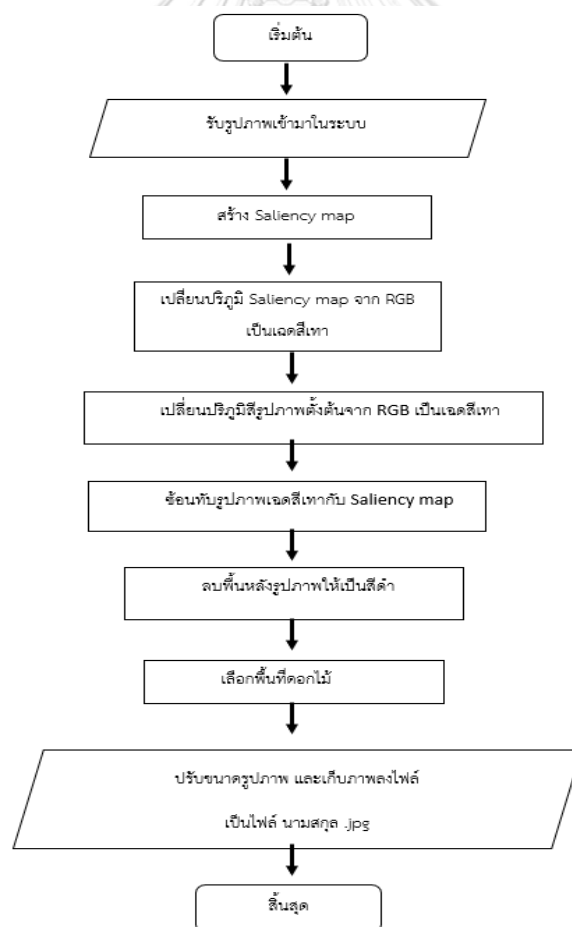 เริ่มต้น
รับรูปภาพเข้ามาในระบบ
สร้าง Saliency map
เปลี่ยนปริภูมิ Saliency map จาก RGB
เป็นเฉดสีเทา
เปลี่ยนปริภูมิสีรูปภาพตั้งต้นจาก RGB เป็นเฉดสีเทา
ซ้อนทับรูปภาพเฉดสีเทากับ Saliency map
ลบพื้นหลังรูปภาพให้เป็นสีดำ
เลือกพื้นที่ดอกไม้
ปรับขนาดรูปภาพ และเก็บภาพลงไฟล์
เป็นไฟล์ นามสกุล .jpg
สิ้นสุด